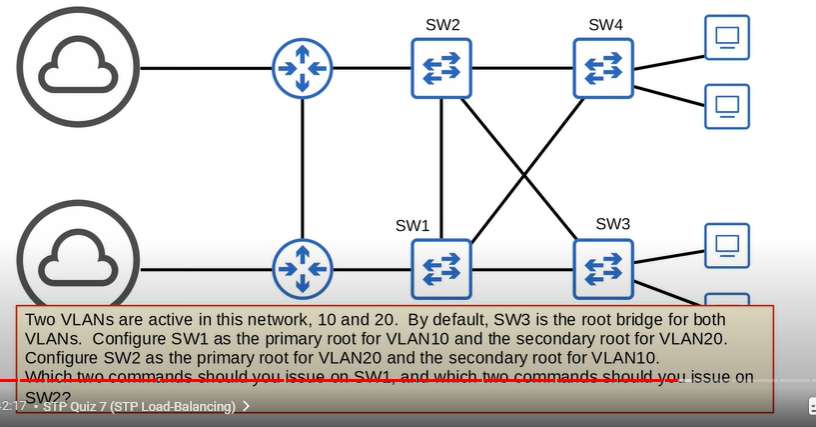 SW2
SW4
SW1
SW3
Two VLANs are active in this network, 10 and 20.  By default, SW3 is the root bridge for both
VLANs.  Configure SW1 as the primary root for VLAN10 and the secondary root for VLAN20.
Configure SW2 as the primary root for VLAN20 and the secondary root for VLAN10.
Which two commands should you issue on SW1, and which two commands should you issue on
SW2?
2:17 • STP Quiz 7 (STP Load-Balancing)